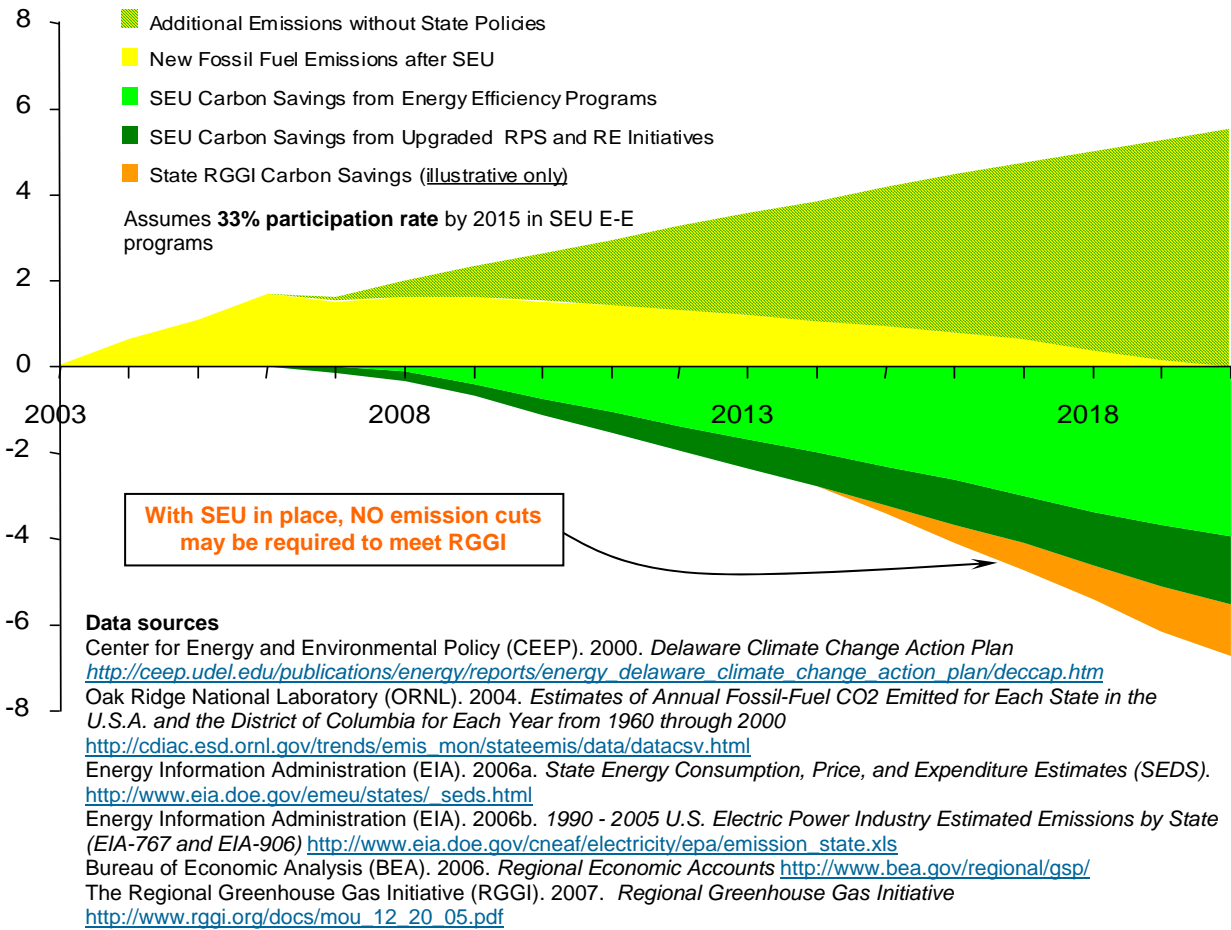 8
6
4
2
0
-2
-4
-6
-8
Additional Emissions without State Policies
New Fossil Fuel Emissions after SEU
SEU Carbon Savings from Energy Efficiency Programs
SEU Carbon Savings from Upgraded RPS and RE Initiatives
State RGGI Carbon Savings (illustrative only)
Assumes 33% participation rate by 2015 in SEU E-E
programs
2003
2008
2013
2018
With SEU in place, NO emission cuts
may be required to meet RGGI
Data sources
Center for Energy and Environmental Policy (CEEP). 2000. Delaware Climate Change Action Plan
http://ceep.udel.edu/publications/energy/reports/energy_delaware_climate_change_action_plan/deccap.htm
Oak Ridge National Laboratory (ORNL). 2004. Estimates of Annual Fossil-Fuel CO2 Emitted for Each State in the
U.S.A. and the District of Columbia for Each Year from 1960 through 2000
http://cdiac.esd.ornl.gov/trends/emis_mon/stateemis/data/datacsv.html
Energy Information Administration (EIA). 2006a. State Energy Consumption, Price, and Expenditure Estimates (SEDS).
http://www.eia.doe.gov/emeu/states/_seds.html
Energy Information Administration (EIA). 2006b. 1990 - 2005 U.S. Electric Power Industry Estimated Emissions by State
(EIA-767 and EIA-906) http://www.eia.doe.gov/cneaf/electricity/epa/emission_state.xls
Bureau of Economic Analysis (BEA). 2006. Regional Economic Accounts http://www.bea.gov/regional/gsp/
The Regional Greenhouse Gas Initiative (RGGI). 2007. Regional Greenhouse Gas Initiative
http://www.rggi.org/docs/mou_12_20_05.pdf